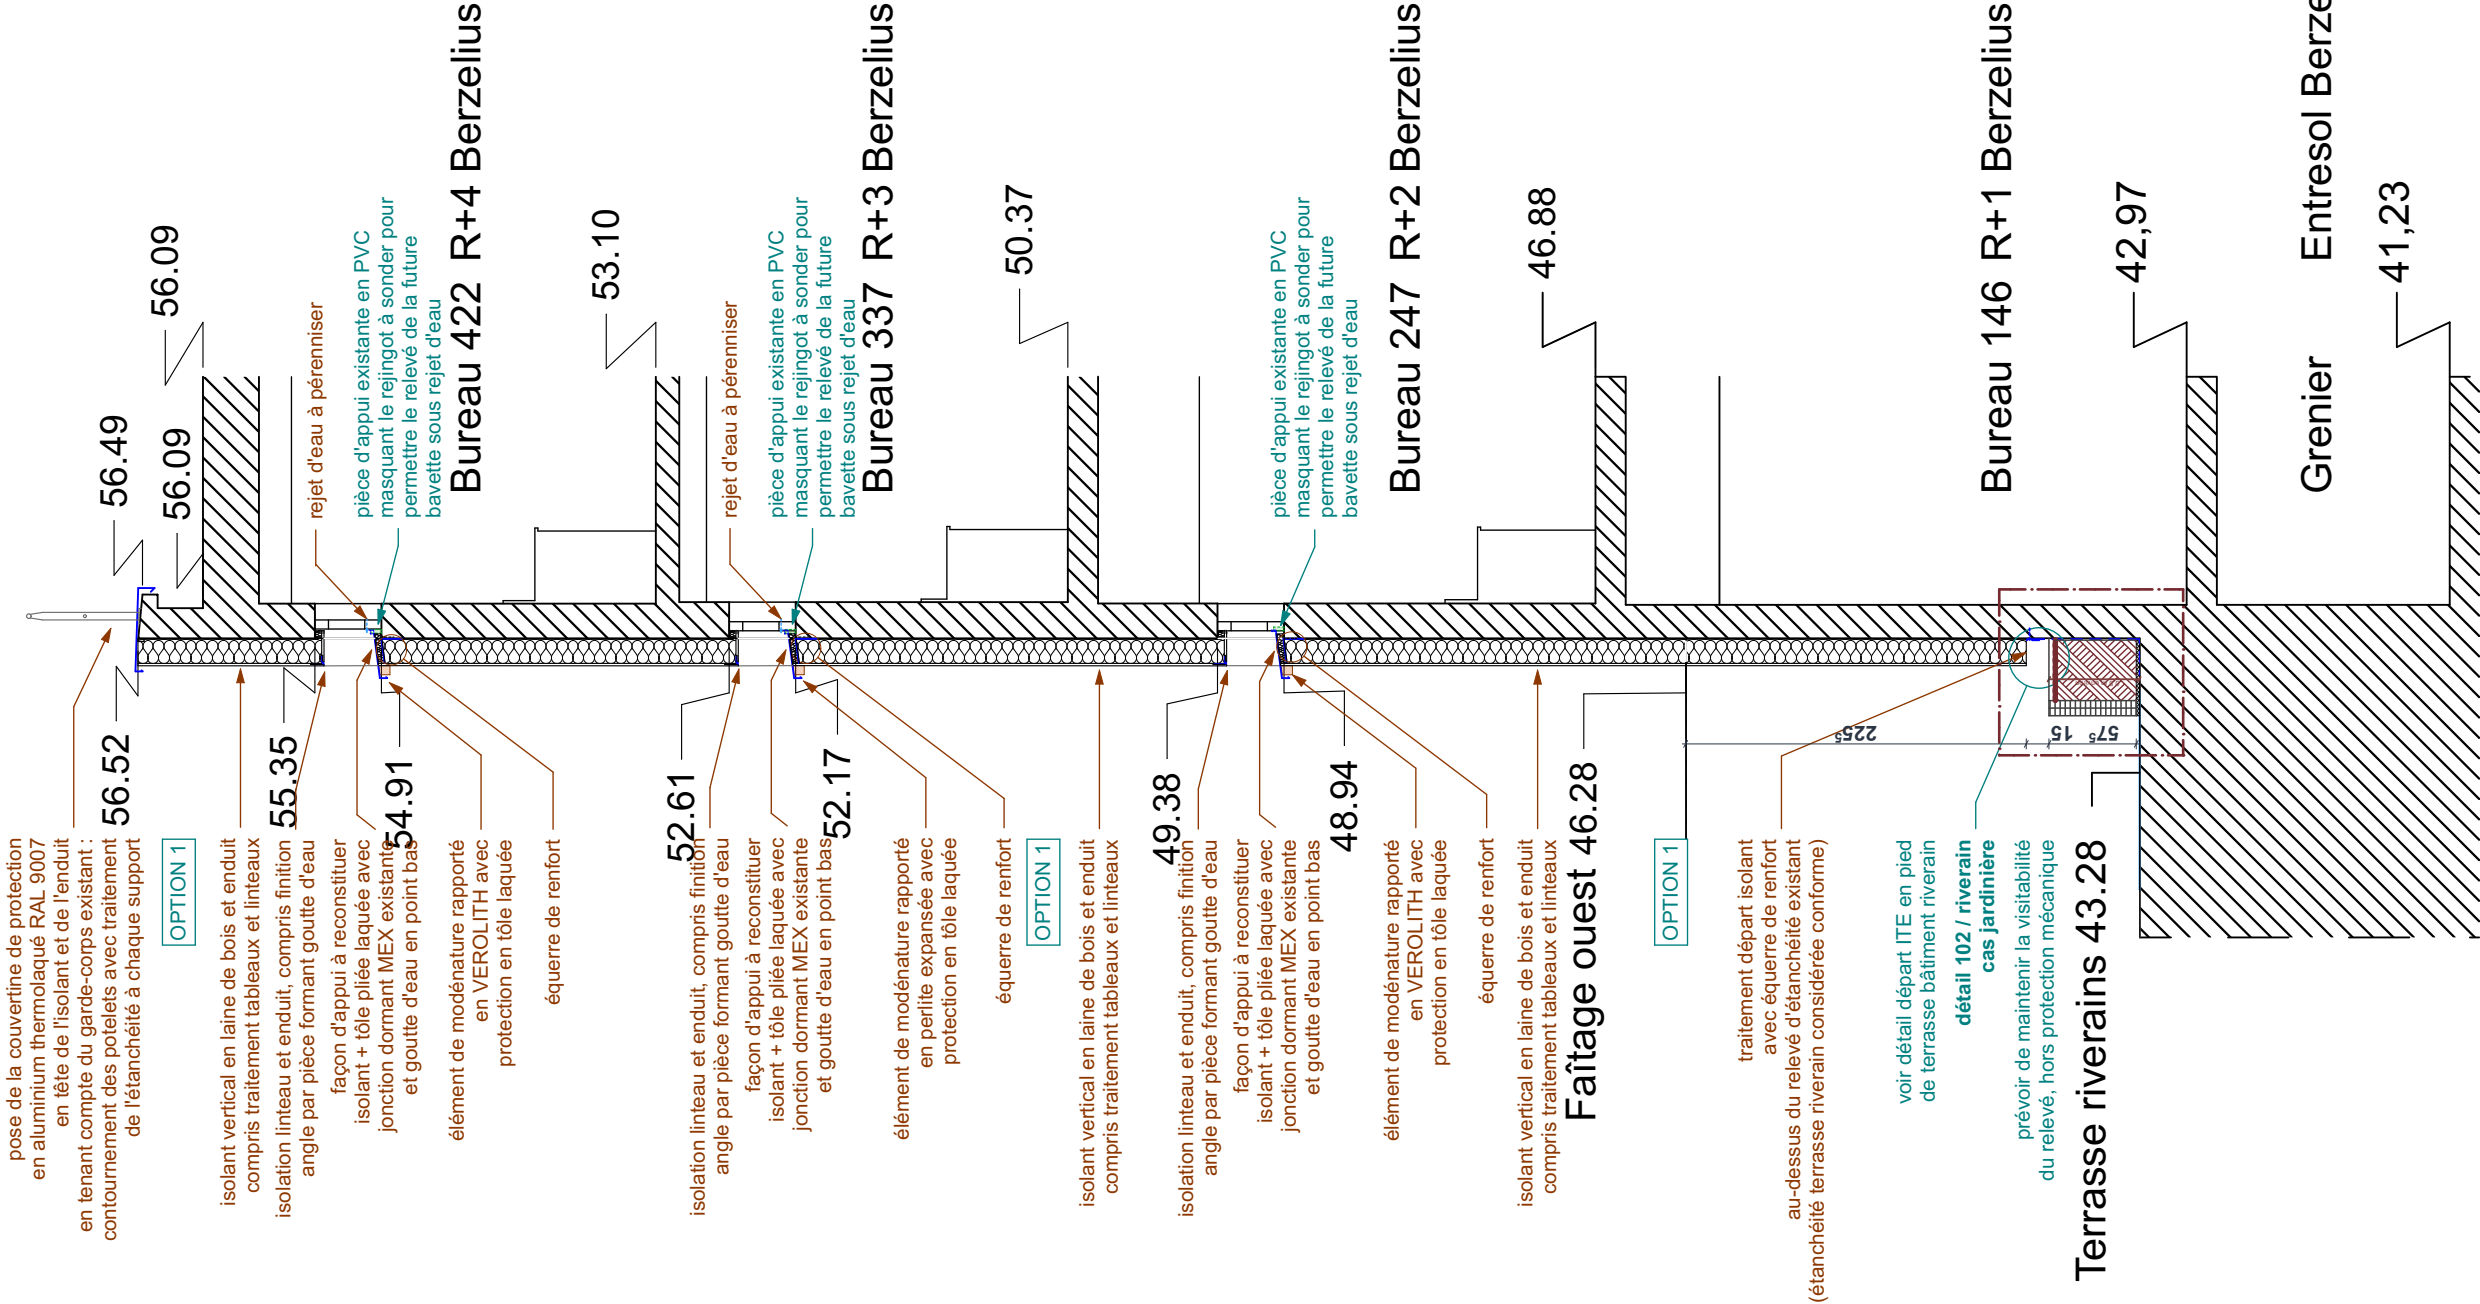 pose de la couvertine de protection
en aluminium thermolaqué RAL 9007
en tête de l'isolant et de l'enduit
en tenant compte du garde-corps existant :
contournement des potelets avec traitement
de l'étanchéité à chaque support
OPTION 1
isolant vertical en laine de bois et enduit
compris traitement tableaux et linteaux
isolation linteau et enduit, compris finition
angle par pièce formant goutte d'eau
façon d'appui à reconstituer
isolant + tôle pliée laquée avec
jonction dormant MEX existante
et goutte d'eau en point bas
élément de modénature rapporté
en VEROLITH avec
protection en tôle laquée
équerre de renfort
isolation linteau et enduit, compris finition
angle par pièce formant goutte d'eau
façon d'appui à reconstituer
isolant + tôle pliée laquée avec
jonction dormant MEX existante
et goutte d'eau en point bas
élément de modénature rapporté
en perlite expansée avec
protection en tôle laquée
équerre de renfort
OPTION 1
isolant vertical en laine de bois et enduit
compris traitement tableaux et linteaux
isolation linteau et enduit, compris finition
angle par pièce formant goutte d'eau
façon d'appui à reconstituer
isolant + tôle pliée laquée avec
jonction dormant MEX existante
et goutte d'eau en point bas
élément de modénature rapporté
en VEROLITH avec
protection en tôle laquée
équerre de renfort
isolant vertical en laine de bois et enduit
compris traitement tableaux et linteaux
Faîtage ouest 46.28
OPTION 1
traitement départ isolant
avec équerre de renfort
au-dessus du relevé d'étanchéité existant
(étanchéité terrasse riverain considérée conforme)
voir détail départ ITE en pied
de terrasse bâtiment riverain
détail 102 / riverain
cas jardinière
prévoir de maintenir la visitabilité
du relevé, hors protection mécanique
Terrasse riverains 43.28
56.52
55.35
54.91
52.61
52.17
49.38
48.94
225⁵
15
57⁵
56.49
56.09
56.09
rejet d'eau à pérenniser
pièce d'appui existante en PVC
masquant le rejingot à sonder pour
permettre le relevé de la future
bavette sous rejet d'eau
Bureau 422 R+4 Berzelius
53.10
rejet d'eau à pérenniser
pièce d'appui existante en PVC
masquant le rejingot à sonder pour
permettre le relevé de la future
bavette sous rejet d'eau
Bureau 337 R+3 Berzelius
50.37
pièce d'appui existante en PVC
masquant le rejingot à sonder pour
permettre le relevé de la future
bavette sous rejet d'eau
Bureau 247 R+2 Berzelius
46.88
Bureau 146 R+1 Berzelius
42,97
Grenier Entresol Berze
41,23